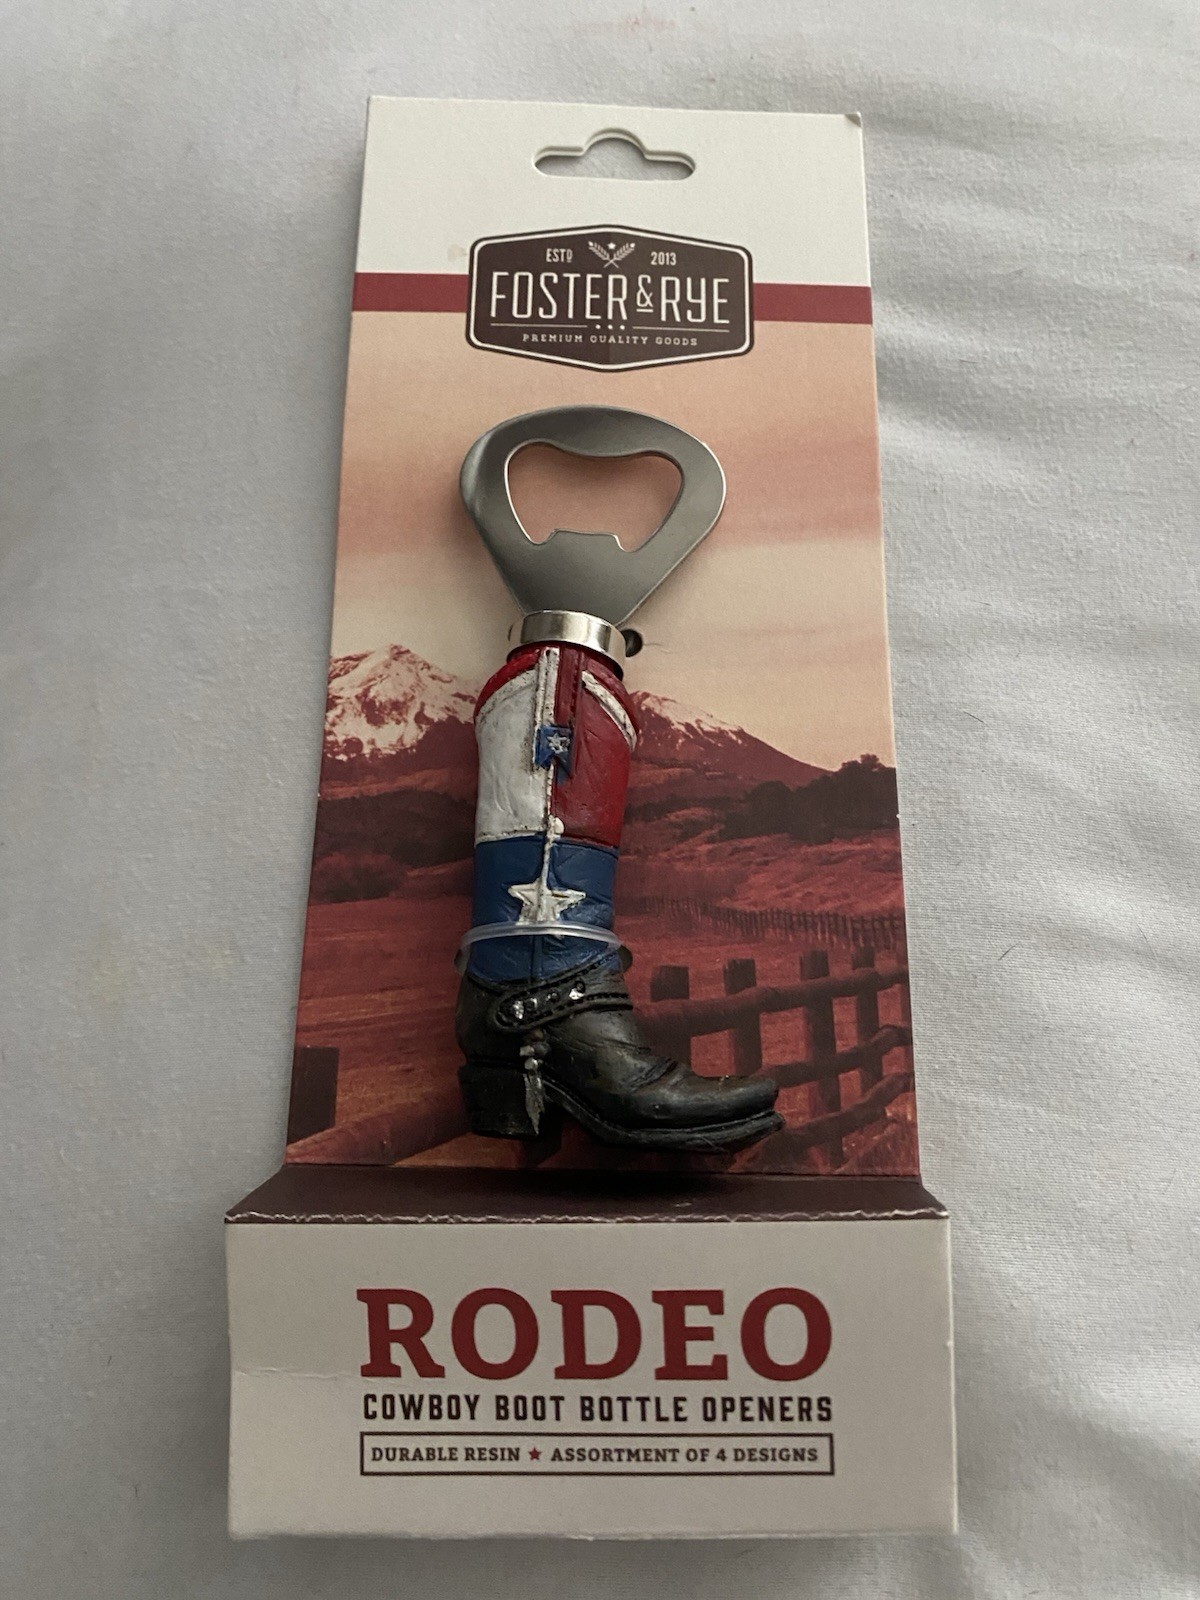 ESTD 2013
FOSTER & RYE
PREMIUM QUALITY GOODS
RODEO
COWBOY BOOT BOTTLE OPENERS
DURABLE RESIN ★ ASSORTMENT OF 4 DESIGNS